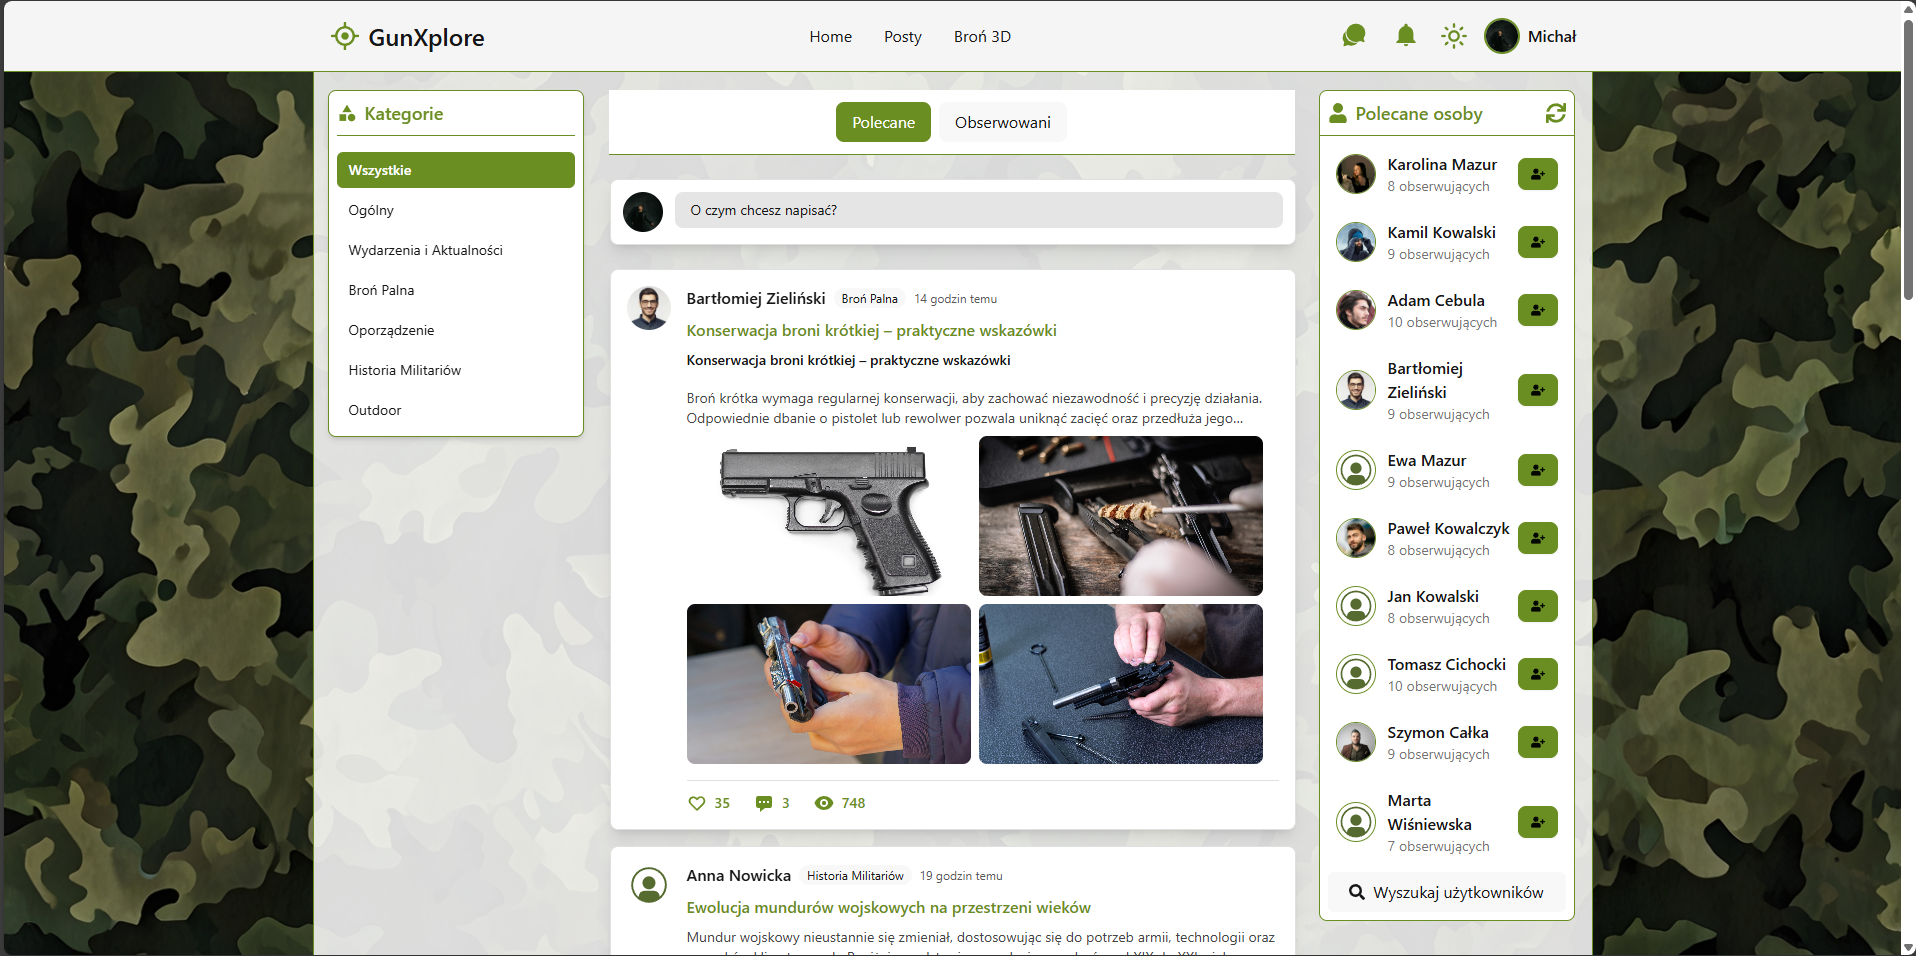 GunXplore
Home
Posty
Broń 3D
Michał
Kategorie
Wszystkie
Ogólny
Wydarzenia i Aktualności
Broń Palna
Oporządzenie
Historia Militariów
Outdoor
Polecane
Obserwowani
O czym chcesz napisać?
Bartłomiej Zieliński Broń Palna 14 godzin temu
Konserwacja broni krótkiej – praktyczne wskazówki
Konserwacja broni krótkiej – praktyczne wskazówki
Broń krótka wymaga regularnej konserwacji, aby zachować niezawodność i precyzję działania.
Odpowiednie dbanie o pistolet lub rewolwer pozwala uniknąć zacięć oraz przedłuża jego...
35 3 748
Anna Nowicka Historia Militariów 19 godzin temu
Ewolucja mundurów wojskowych na przestrzeni wieków
Mundur wojskowy nieustannie się zmieniał, dostosowując się do potrzeb armii, technologii oraz
Polecane osoby
Karolina Mazur
8 obserwujących
Kamil Kowalski
9 obserwujących
Adam Cebula
10 obserwujących
Bartłomiej
Zieliński
9 obserwujących
Ewa Mazur
9 obserwujących
Paweł Kowalczyk
8 obserwujących
Jan Kowalski
8 obserwujących
Tomasz Cichocki
10 obserwujących
Szymon Całka
9 obserwujących
Marta
Wiśniewska
7 obserwujących
Wyszukaj użytkowników